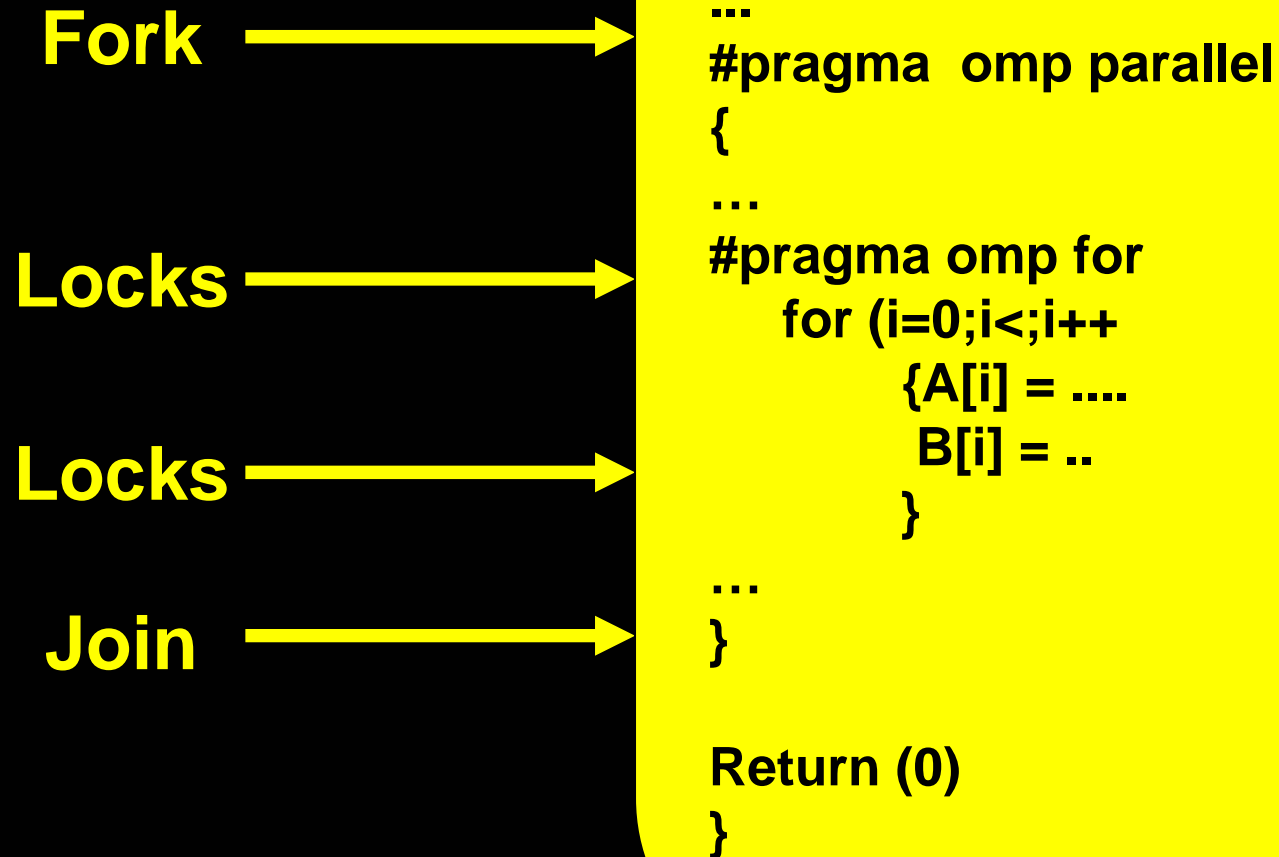 Fork
Locks
Locks
Join
...
#pragma  omp parallel
{
…
#pragma omp for
for (i=0;i<;i++
{A[i] = ....
B[i] = ..
}
…
}
Return (0)
}